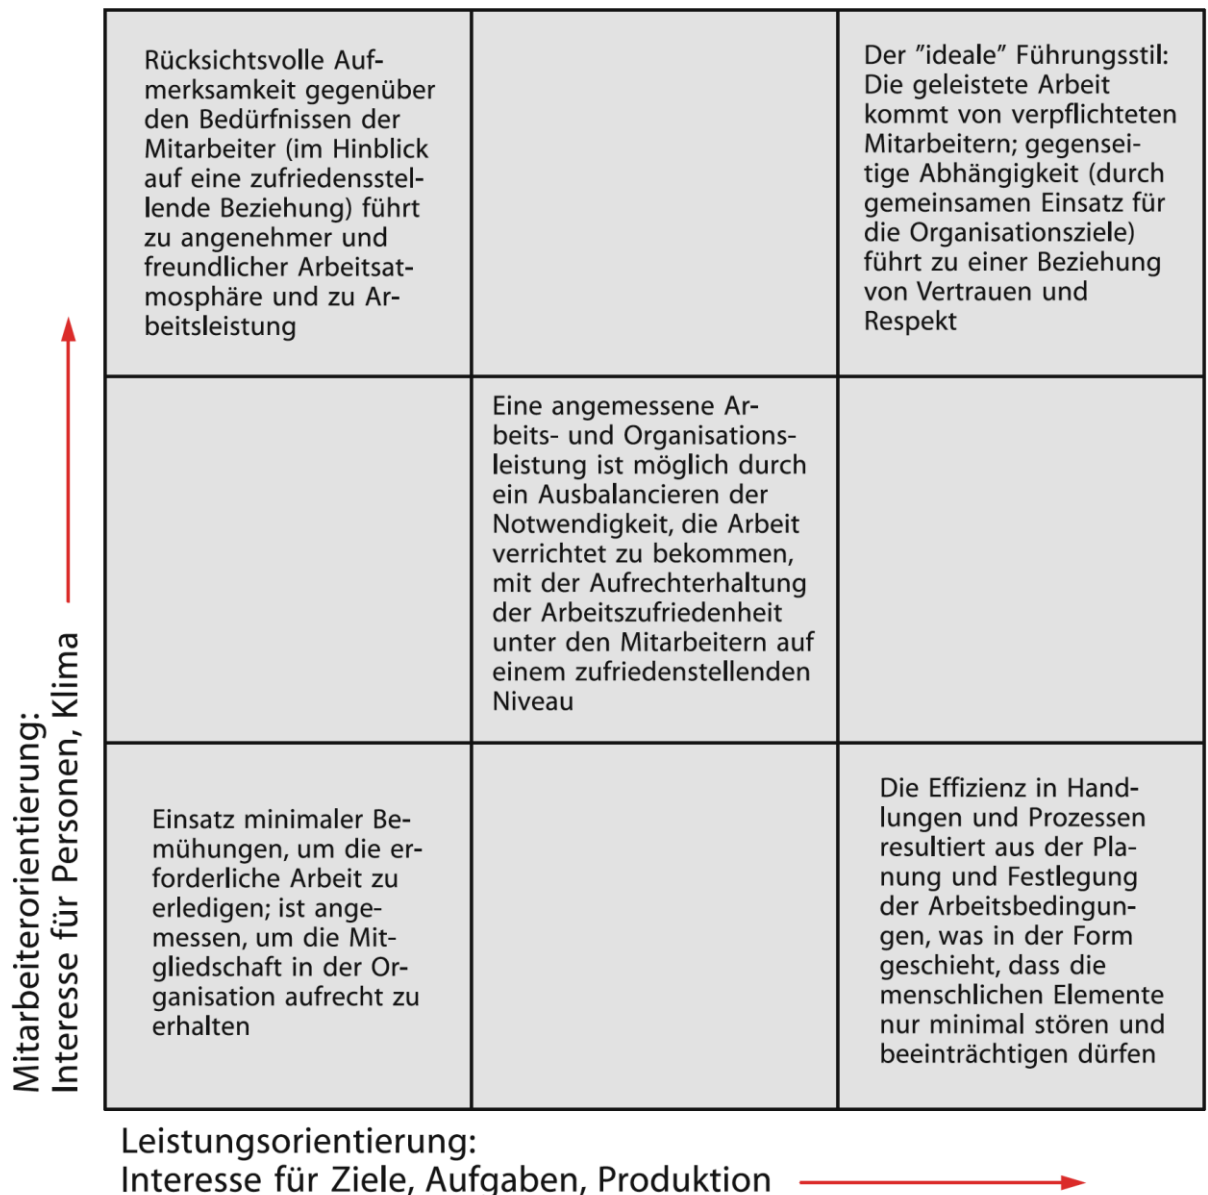 Rücksichtsvolle Auf-
merksamkeit gegenüber
den Bedürfnissen der
Mitarbeiter (im Hinblick
auf eine zufriedensstel-
lende Beziehung) führt
zu angenehmer und
freundlicher Arbeitsat-
mosphäre und zu Ar-
beitsleistung
Der "ideale" Führungsstil:
Die geleistete Arbeit
kommt von verpflichteten
Mitarbeitern; gegensei-
tige Abhängigkeit (durch
gemeinsamen Einsatz für
die Organisationsziele)
führt zu einer Beziehung
von Vertrauen und
Respekt
Eine angemessene Ar-
beits- und Organisations-
leistung ist möglich durch
ein Ausbalancieren der
Notwendigkeit, die Arbeit
verrichtet zu bekommen,
mit der Aufrechterhaltung
der Arbeitszufriedenheit
unter den Mitarbeitern auf
einem zufriedenstellenden
Niveau
Einsatz minimaler Be-
mühungen, um die er-
forderliche Arbeit zu
erledigen; ist ange-
messen, um die Mit-
gliedschaft in der Or-
ganisation aufrecht zu
erhalten
Die Effizienz in Hand-
lungen und Prozessen
resultiert aus der Pla-
nung und Festlegung
der Arbeitsbedingun-
gen, was in der Form
geschieht, dass die
menschlichen Elemente
nur minimal stören und
beeinträchtigen dürfen
Mitarbeiterorientierung:
Interesse für Personen, Klima
Leistungsorientierung:
Interesse für Ziele, Aufgaben, Produktion